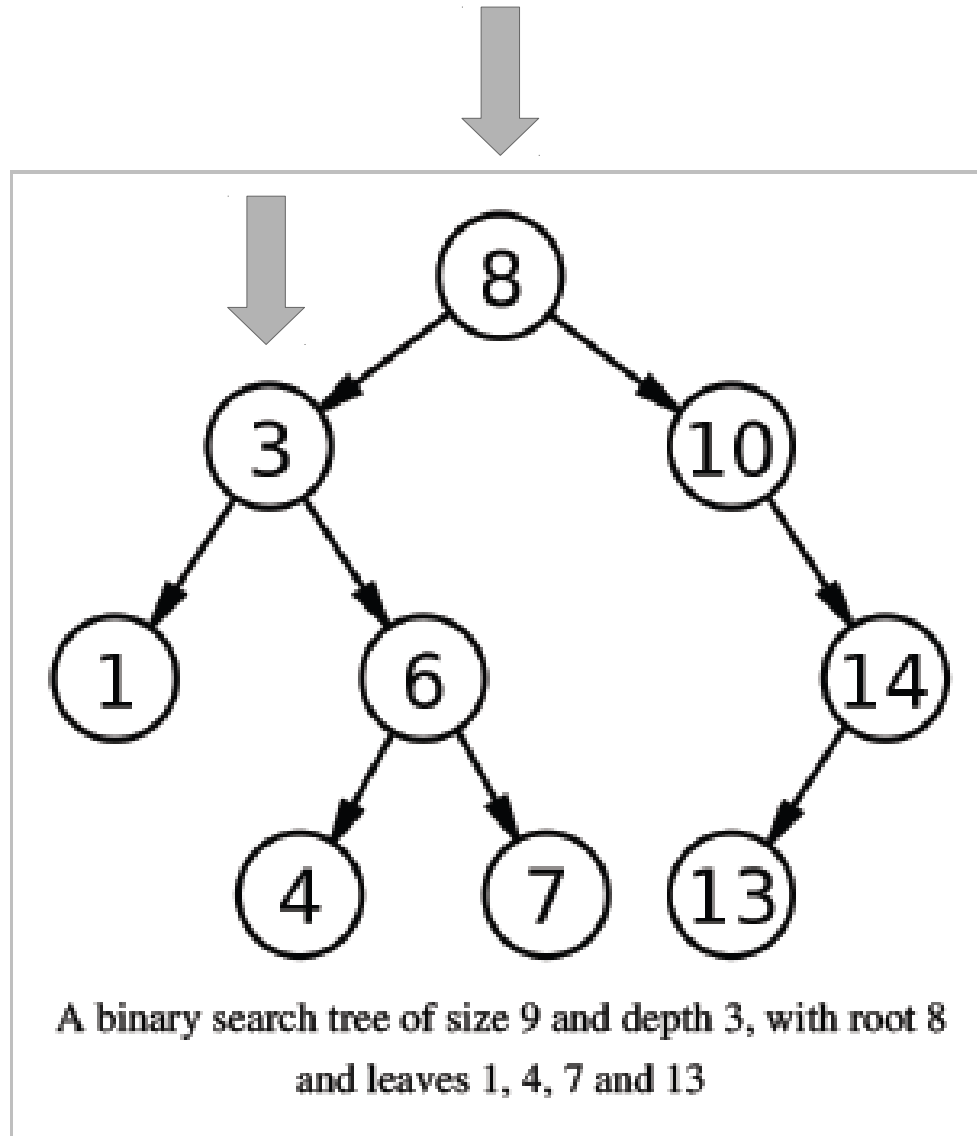 8
3 10
1 6 14
4 7 13
A binary search tree of size 9 and depth 3, with root 8
and leaves 1, 4, 7 and 13